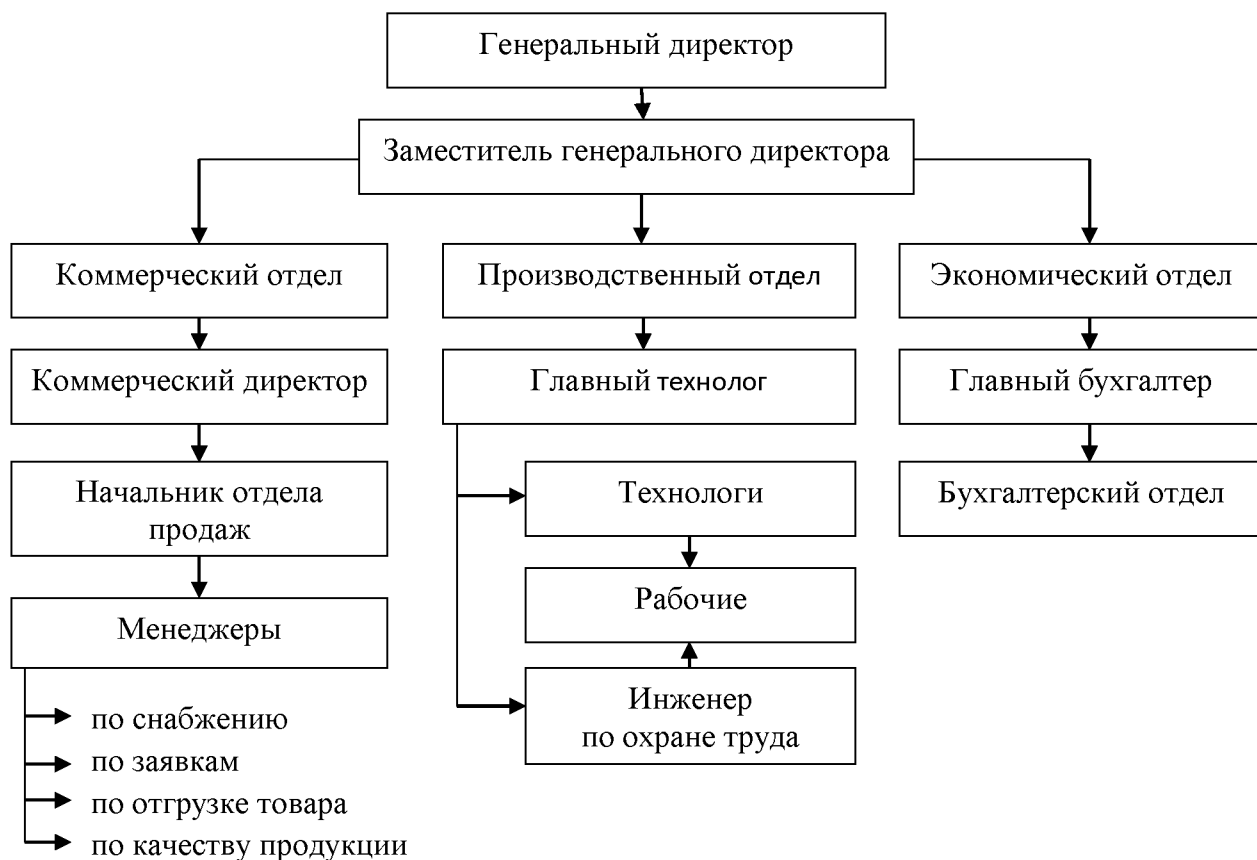 Генеральный директор
Заместитель генерального директора
Коммерческий отдел
Производственный отдел
Экономический отдел
Коммерческий директор
Главный технолог
Главный бухгалтер
Начальник отдела
продаж
Технологи
Бухгалтерский отдел
Менеджеры
Рабочие
Инженер
по охране труда
по снабжению
по заявкам
по отгрузке товара
по качеству продукции